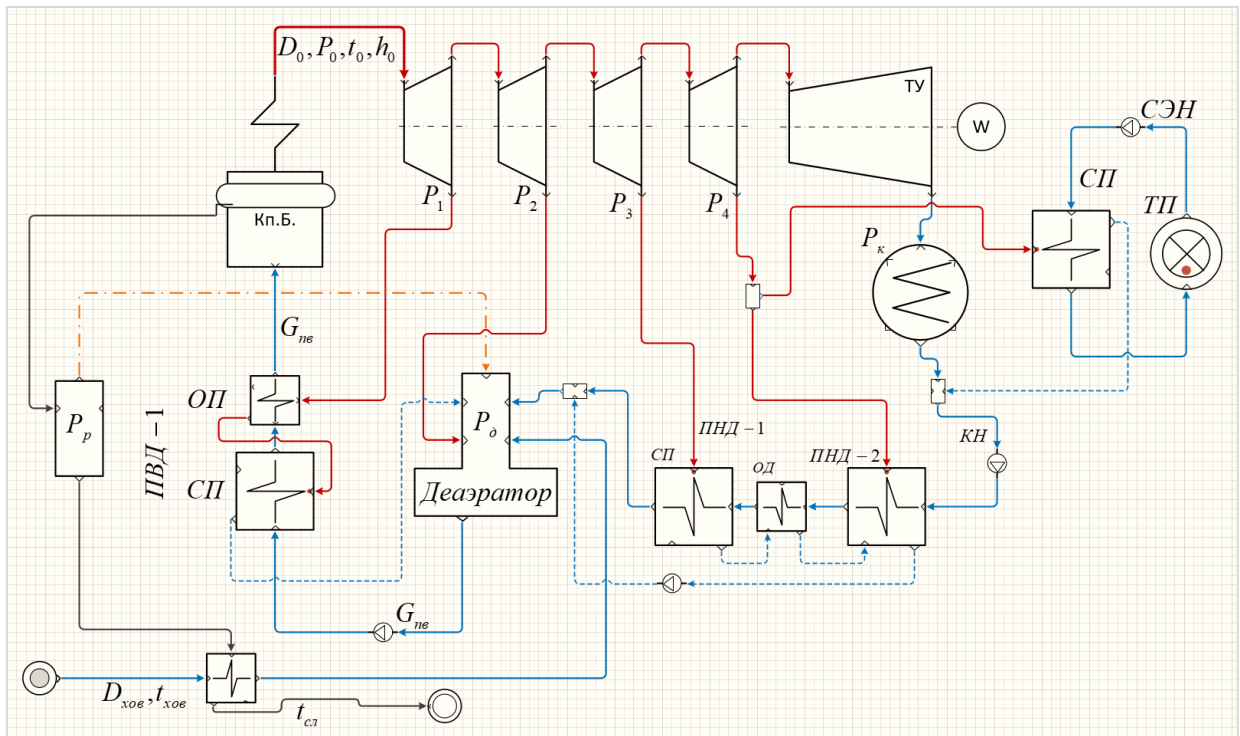 D₀, P₀, t₀, h₀
ТУ
W
СЭН
СП
ТП
P₁
P₂
P₃
P₄
Pₖ
Кп.Б.
Gпв
ОП
Pр
ПВД − 1
СП
Pд
Деаэратор
ПНД − 1
СП
ОД
ПНД − 2
КН
Gпв
Dхов, tхов
tсл